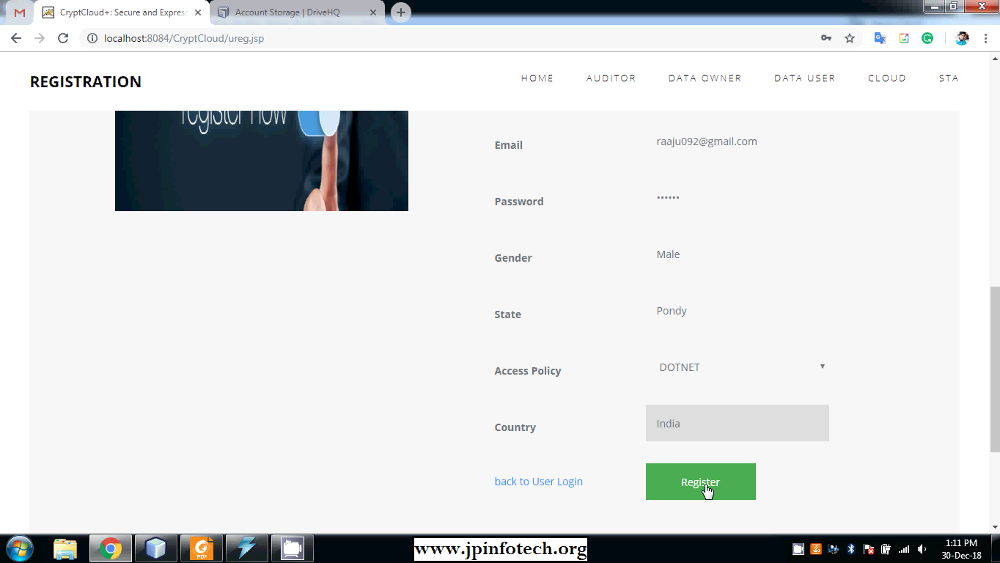 CryptCloud+: Secure and Express
Account Storage | DriveHQ
localhost:8084/CryptCloud/ureg.jsp
REGISTRATION
HOME AUDITOR DATA OWNER DATA USER CLOUD STA
register now
Email raaju092@gmail.com
Password ••••••
Gender Male
State Pondy
Access Policy DOTNET
Country India
back to User Login Register
PDF
www.jpinfotech.org
1:11 PM
30-Dec-18